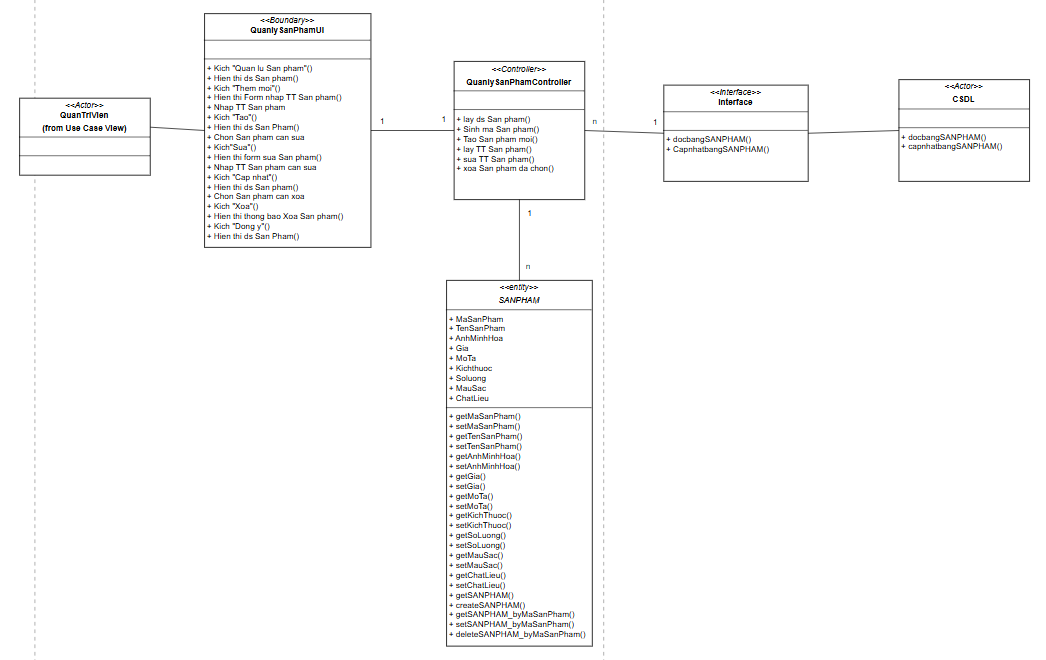 <<Actor>>
QuanTriVien
(from Use Case View)
<<Boundary>>
QuanlySanPhamUI
+ Kich "Quan lu San pham"()
+ Hien thi ds San pham()
+ Kich "Them moi"()
+ Hien thi Form nhap TT San pham()
+ Nhap TT San pham
+ Kich "Tao"()
+ Hien thi ds San Pham()
+ Chon San pham can sua
+ Kich"Sua"()
+ Hien thi form sua San pham()
+ Nhap TT San pham can sua
+ Kich "Cap nhat"()
+ Hien thi ds San pham()
+ Chon San pham can xoa
+ Kich "Xoa"()
+ Hien thi thong bao Xoa San pham()
+ Kich "Dong y"()
+ Hien thi ds San Pham()
1
1
<<Controller>>
QuanlySanPhamController
+ lay ds San pham()
+ Sinh ma San pham()
+ Tao San pham moi()
+ lay TT San pham()
+ sua TT San pham()
+ xoa San pham da chon()
n
1
<<Interface>>
Interface
+ docbangSANPHAM()
+ CapnhatbangSANPHAM()
<<Actor>>
CSDL
+ docbangSANPHAM()
+ capnhatbangSANPHAM()
1
n
<<entity>>
SANPHAM
+ MaSanPham
+ TenSanPham
+ AnhMinhHoa
+ Gia
+ MoTa
+ Kichthuoc
+ Soluong
+ MauSac
+ ChatLieu
+ getMaSanPham()
+ setMaSanPham()
+ getTenSanPham()
+ setTenSanPham()
+ getAnhMinhHoa()
+ setAnhMinhHoa()
+ getGia()
+ setGia()
+ getMoTa()
+ setMoTa()
+ getKichThuoc()
+ setKichThuoc()
+ getSoLuong()
+ setSoLuong()
+ getMauSac()
+ setMauSac()
+ getChatLieu()
+ setChatLieu()
+ getSANPHAM()
+ createSANPHAM()
+ getSANPHAM_byMaSanPham()
+ setSANPHAM_byMaSanPham()
+ deleteSANPHAM_byMaSanPham()